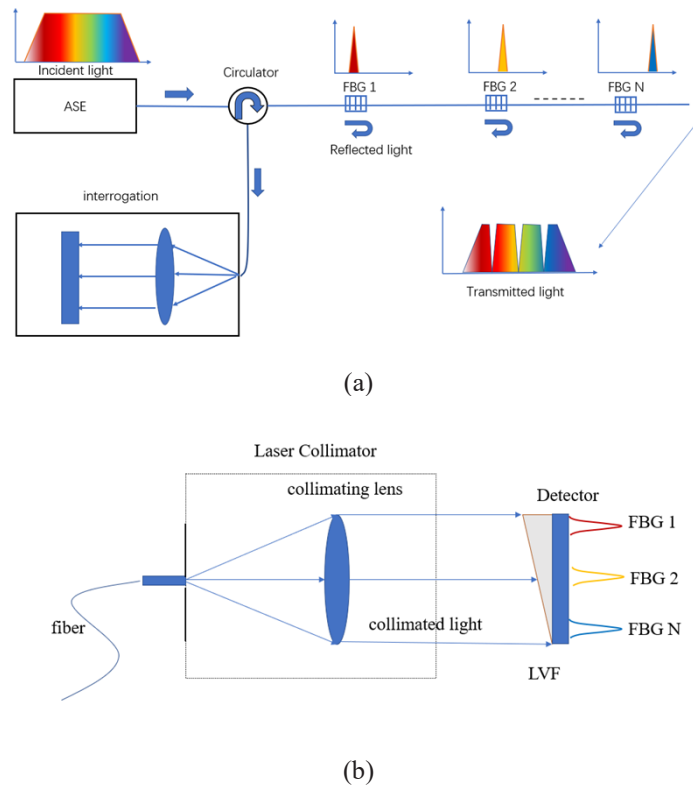 Incident light
ASE
Circulator
FBG 1
FBG 2
FBG N
Reflected light
interrogation
Transmitted light
(a)
Laser Collimator
collimating lens
Detector
FBG 1
FBG 2
FBG N
fiber
collimated light
LVF
(b)